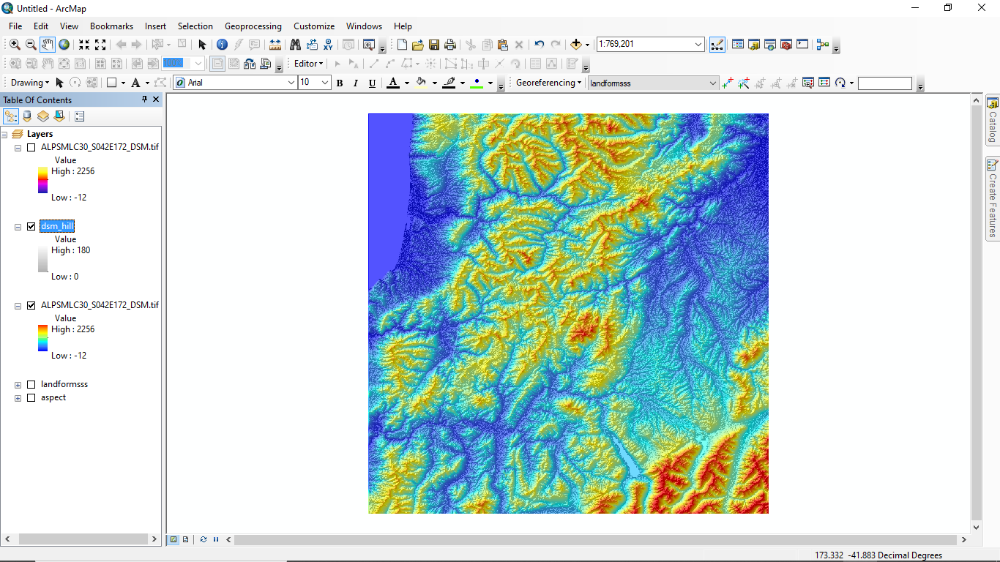 Untitled - ArcMap
File Edit View Bookmarks Insert Selection Geoprocessing Customize Windows Help
1:769,201
100%
Editor
Drawing
Arial
10
B I U A
Georeferencing
landformsss
Table Of Contents
Layers
ALPSMLC30_S042E172_DSM.tif
Value
High : 2256
Low : -12
dsm_hill
Value
High : 180
Low : 0
ALPSMLC30_S042E172_DSM.tif
Value
High : 2256
Low : -12
landformsss
aspect
Catalog
Create Features
173.332 -41.883 Decimal Degrees